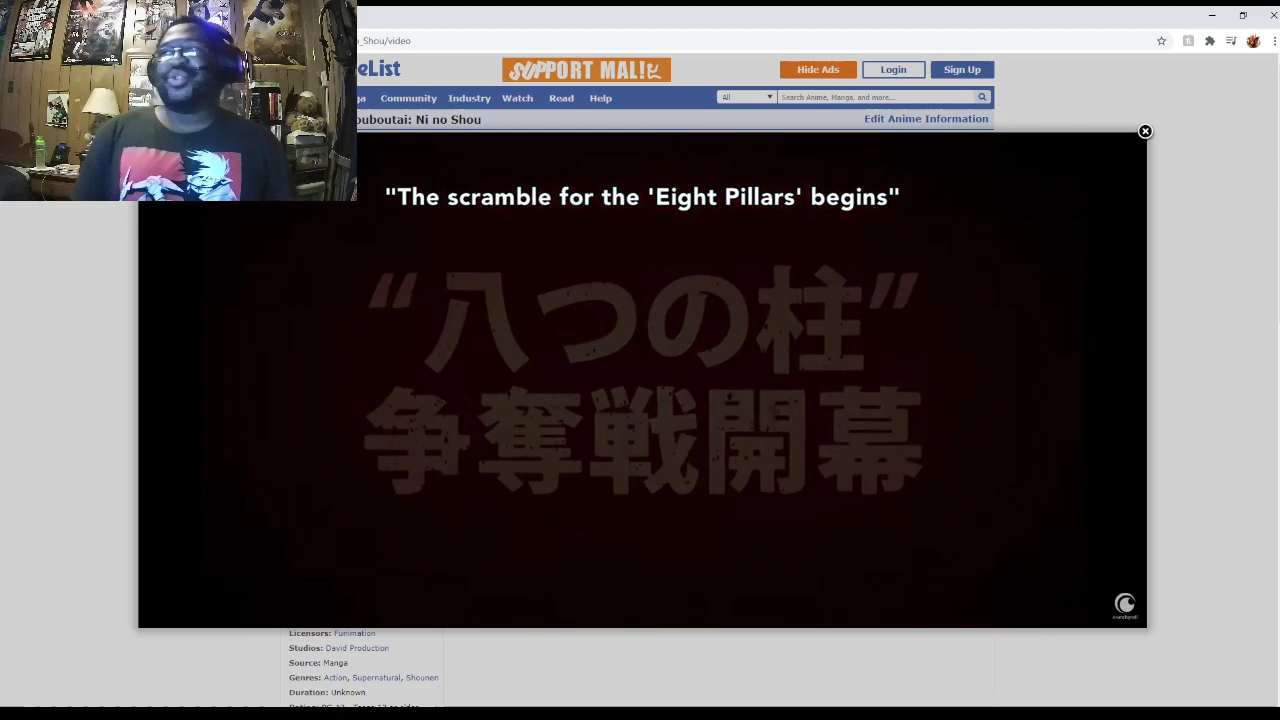 _Shou/video
eList
SUPPORT MAL!
Hide Ads
Login
Sign Up
ga Community Industry Watch Read Help
All
Search Anime, Manga, and more...
ouboutai: Ni no Shou
Edit Anime Information
"The scramble for the 'Eight Pillars' begins"
“八つの柱”
争奪戦開幕
crunchyroll
Licensors: Funimation
Studios: David Production
Source: Manga
Genres: Action, Supernatural, Shounen
Duration: Unknown